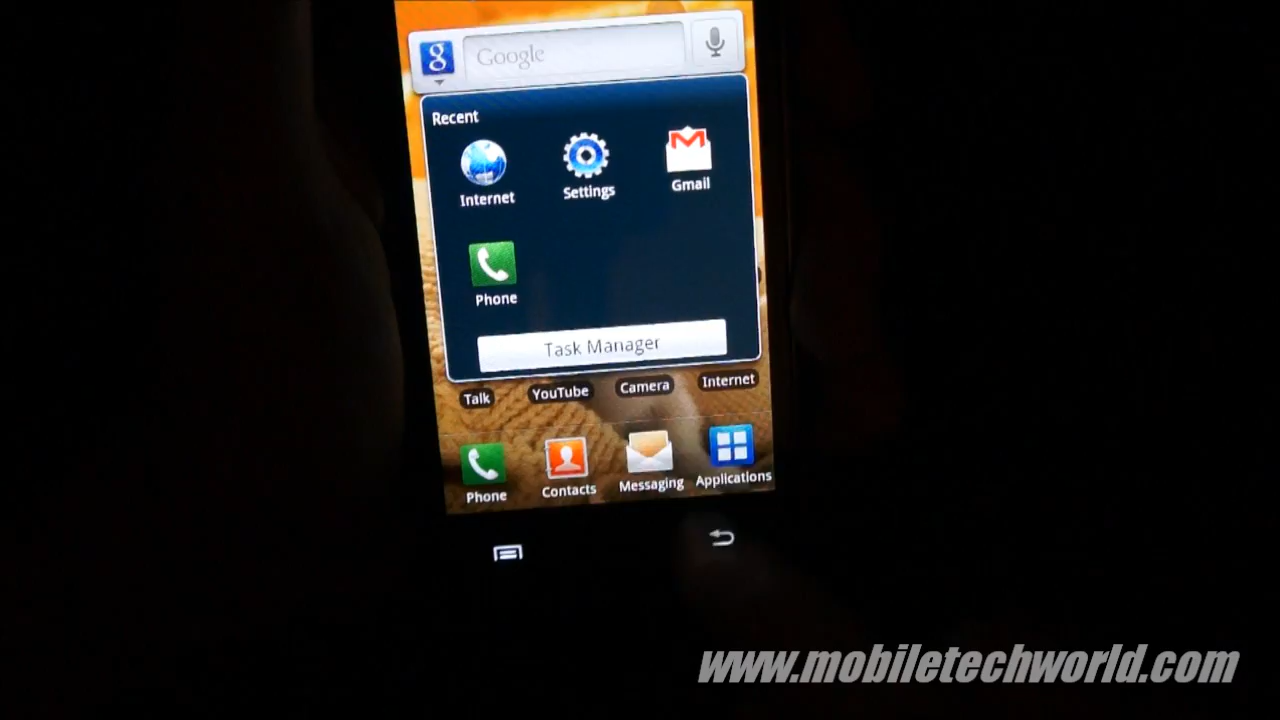 g Google
Recent
Internet Settings Gmail
Phone
Task Manager
Talk YouTube Camera Internet
Phone Contacts Messaging Applications
www.mobiletechworld.com